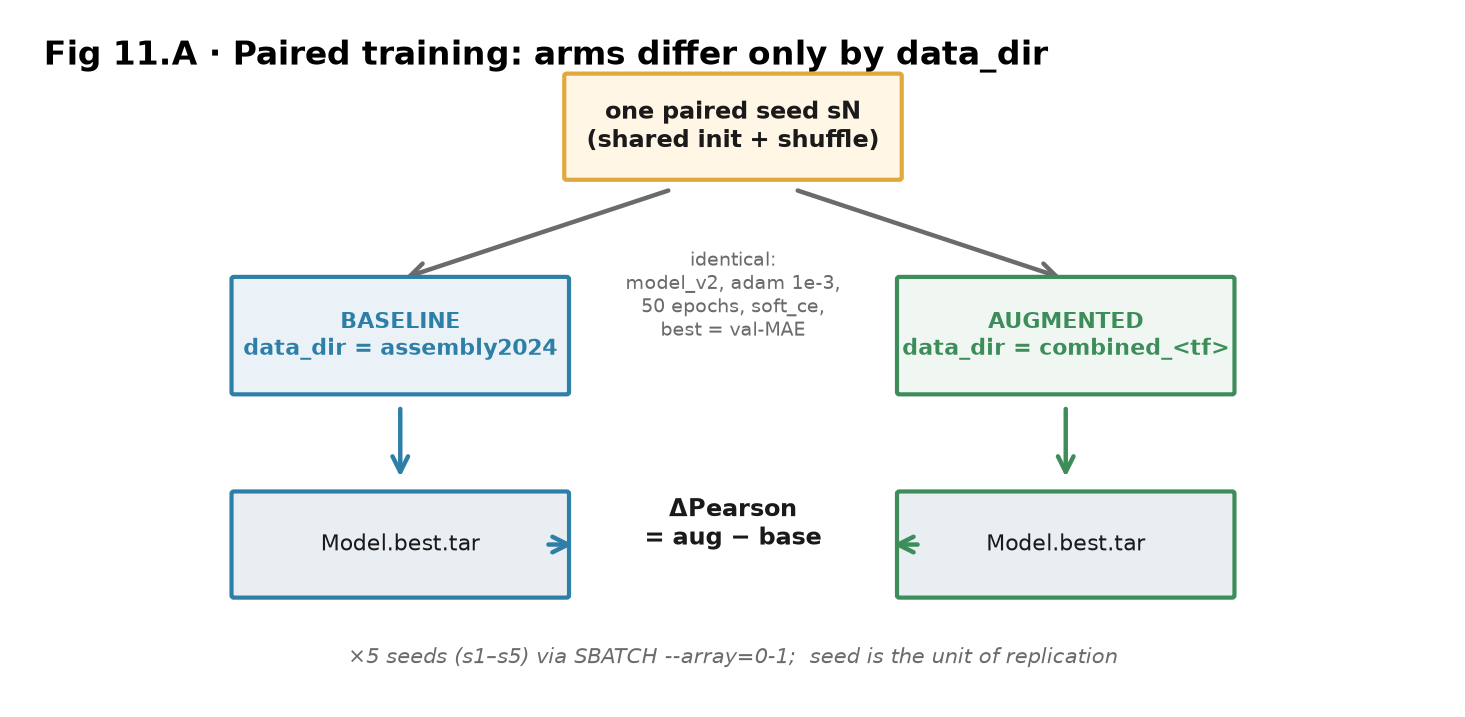 Fig 11.A · Paired training: arms differ only by data_dir
one paired seed sN
(shared init + shuffle)
identical:
model_v2, adam 1e-3,
50 epochs, soft_ce,
best = val-MAE
BASELINE
data_dir = assembly2024
AUGMENTED
data_dir = combined_<tf>
Model.best.tar
ΔPearson
= aug − base
Model.best.tar
×5 seeds (s1–s5) via SBATCH --array=0-1;  seed is the unit of replication